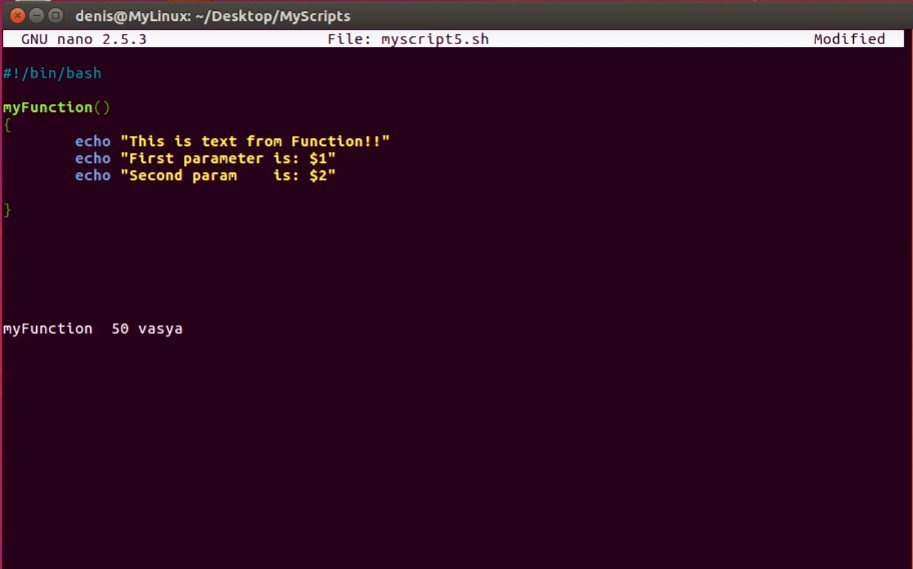 denis@MyLinux: ~/Desktop/MyScripts
GNU nano 2.5.3 File: myscript5.sh Modified
#!/bin/bash
myFunction()
{
echo "This is text from Function!!"
echo "First parameter is: $1"
echo "Second param    is: $2"
}
myFunction  50 vasya